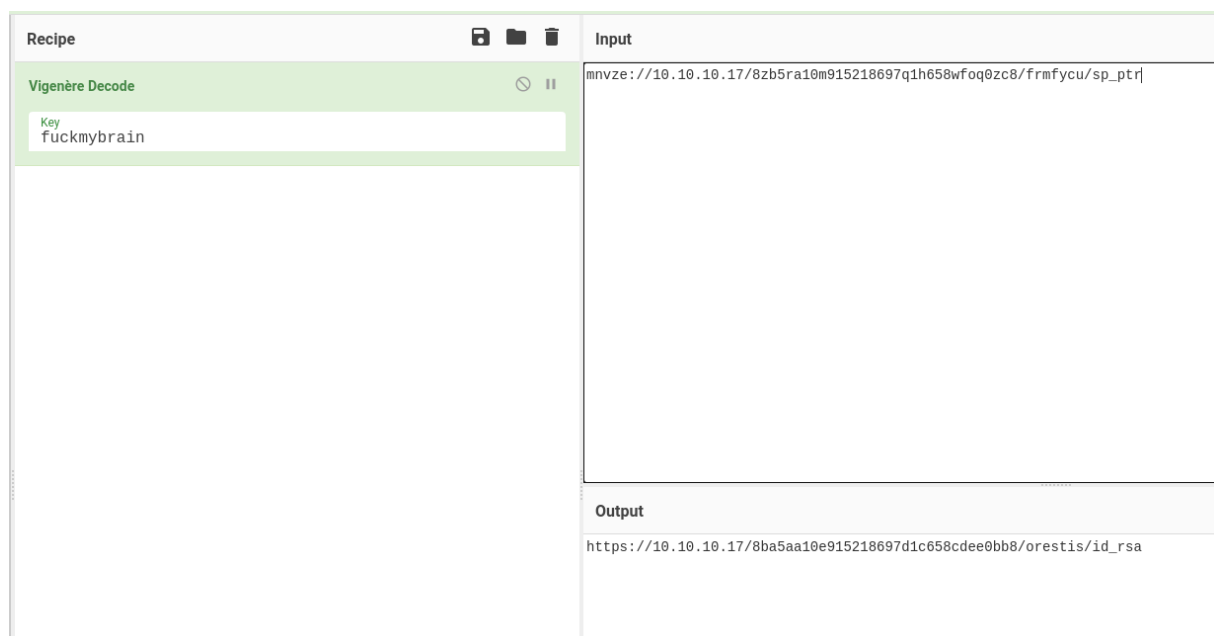 Recipe
Vigenère Decode
Key
fuckmybrain
Input
mnvze://10.10.10.17/8zb5ra10m915218697q1h658wfoq0zc8/frmfycu/sp_ptr
Output
https://10.10.10.17/8ba5aa10e915218697d1c658cdee0bb8/orestis/id_rsa